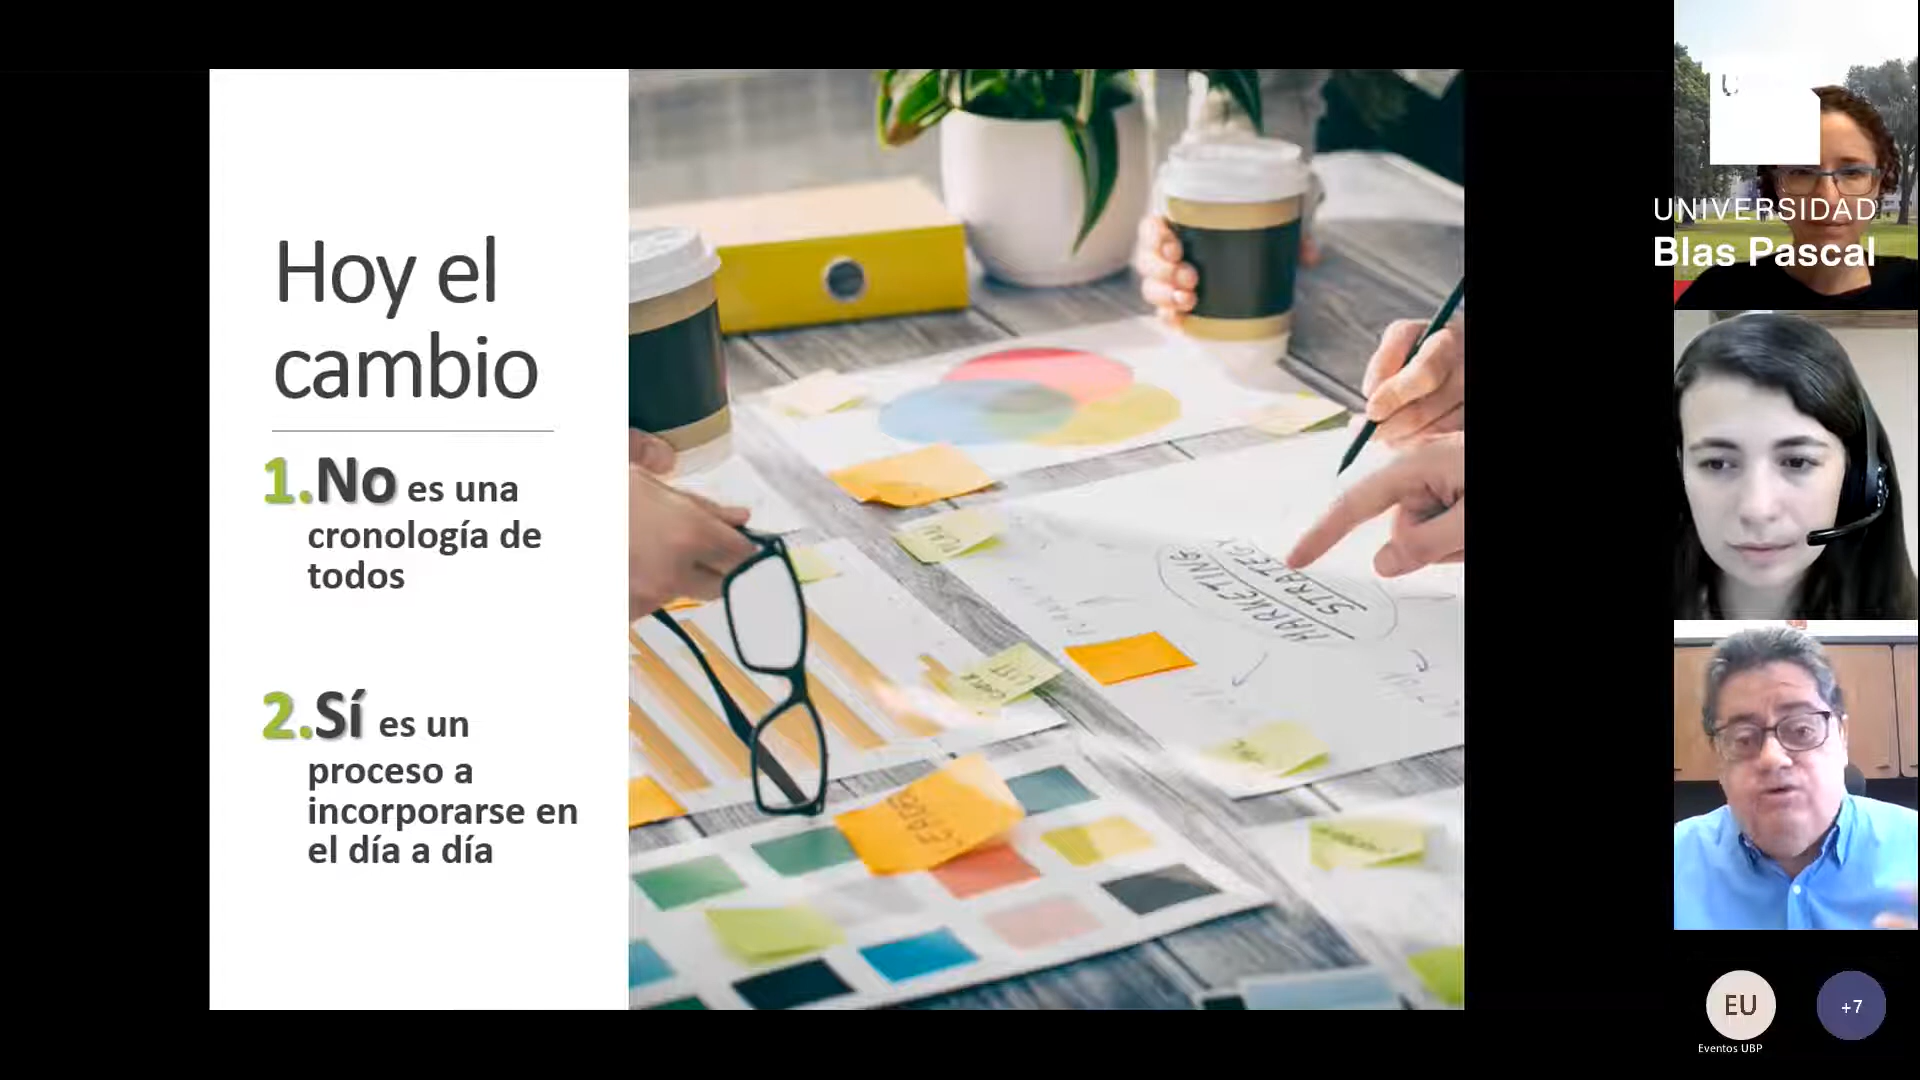 Hoy el
cambio
1.No es una
cronología de
todos
2.Sí es un
proceso a
incorporarse en
el día a día
PLAN
MARKETING
STRATEGY
UNIVERSIDAD
Blas Pascal
EU
+7
Eventos UBP